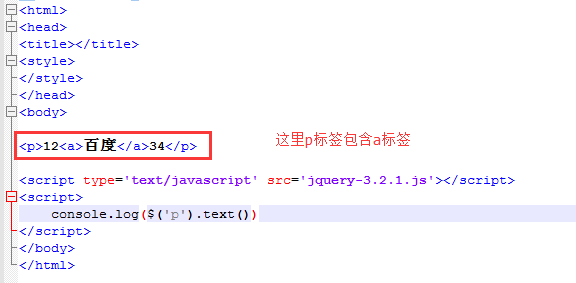 <html>
<head>
<title></title>
<style>
</style>
</head>
<body>
<p>12<a>百度</a>34</p>
这里p标签包含a标签
<script type='text/javascript' src='jquery-3.2.1.js'></script>
<script>
console.log($('p').text())
</script>
</body>
</html>